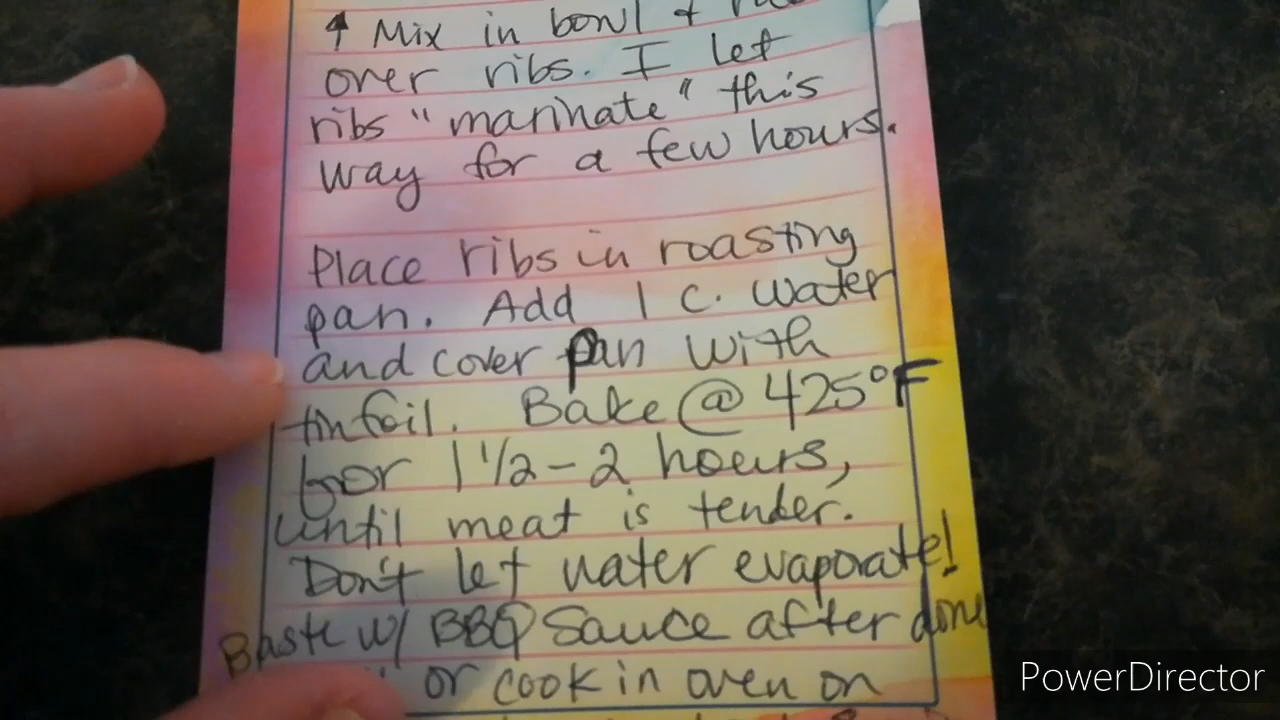 ↑ Mix in bowl +
over ribs. I let
ribs "marinate" this
way for a few hours.
Place ribs in roasting
pan. Add 1 c. water
and cover pan with
tinfoil. Bake @ 425°F
for 1 1/2 - 2 hours,
until meat is tender.
Don't let water evaporate!
Baste w/ BBQ Sauce after done
or cook in oven on
PowerDirector